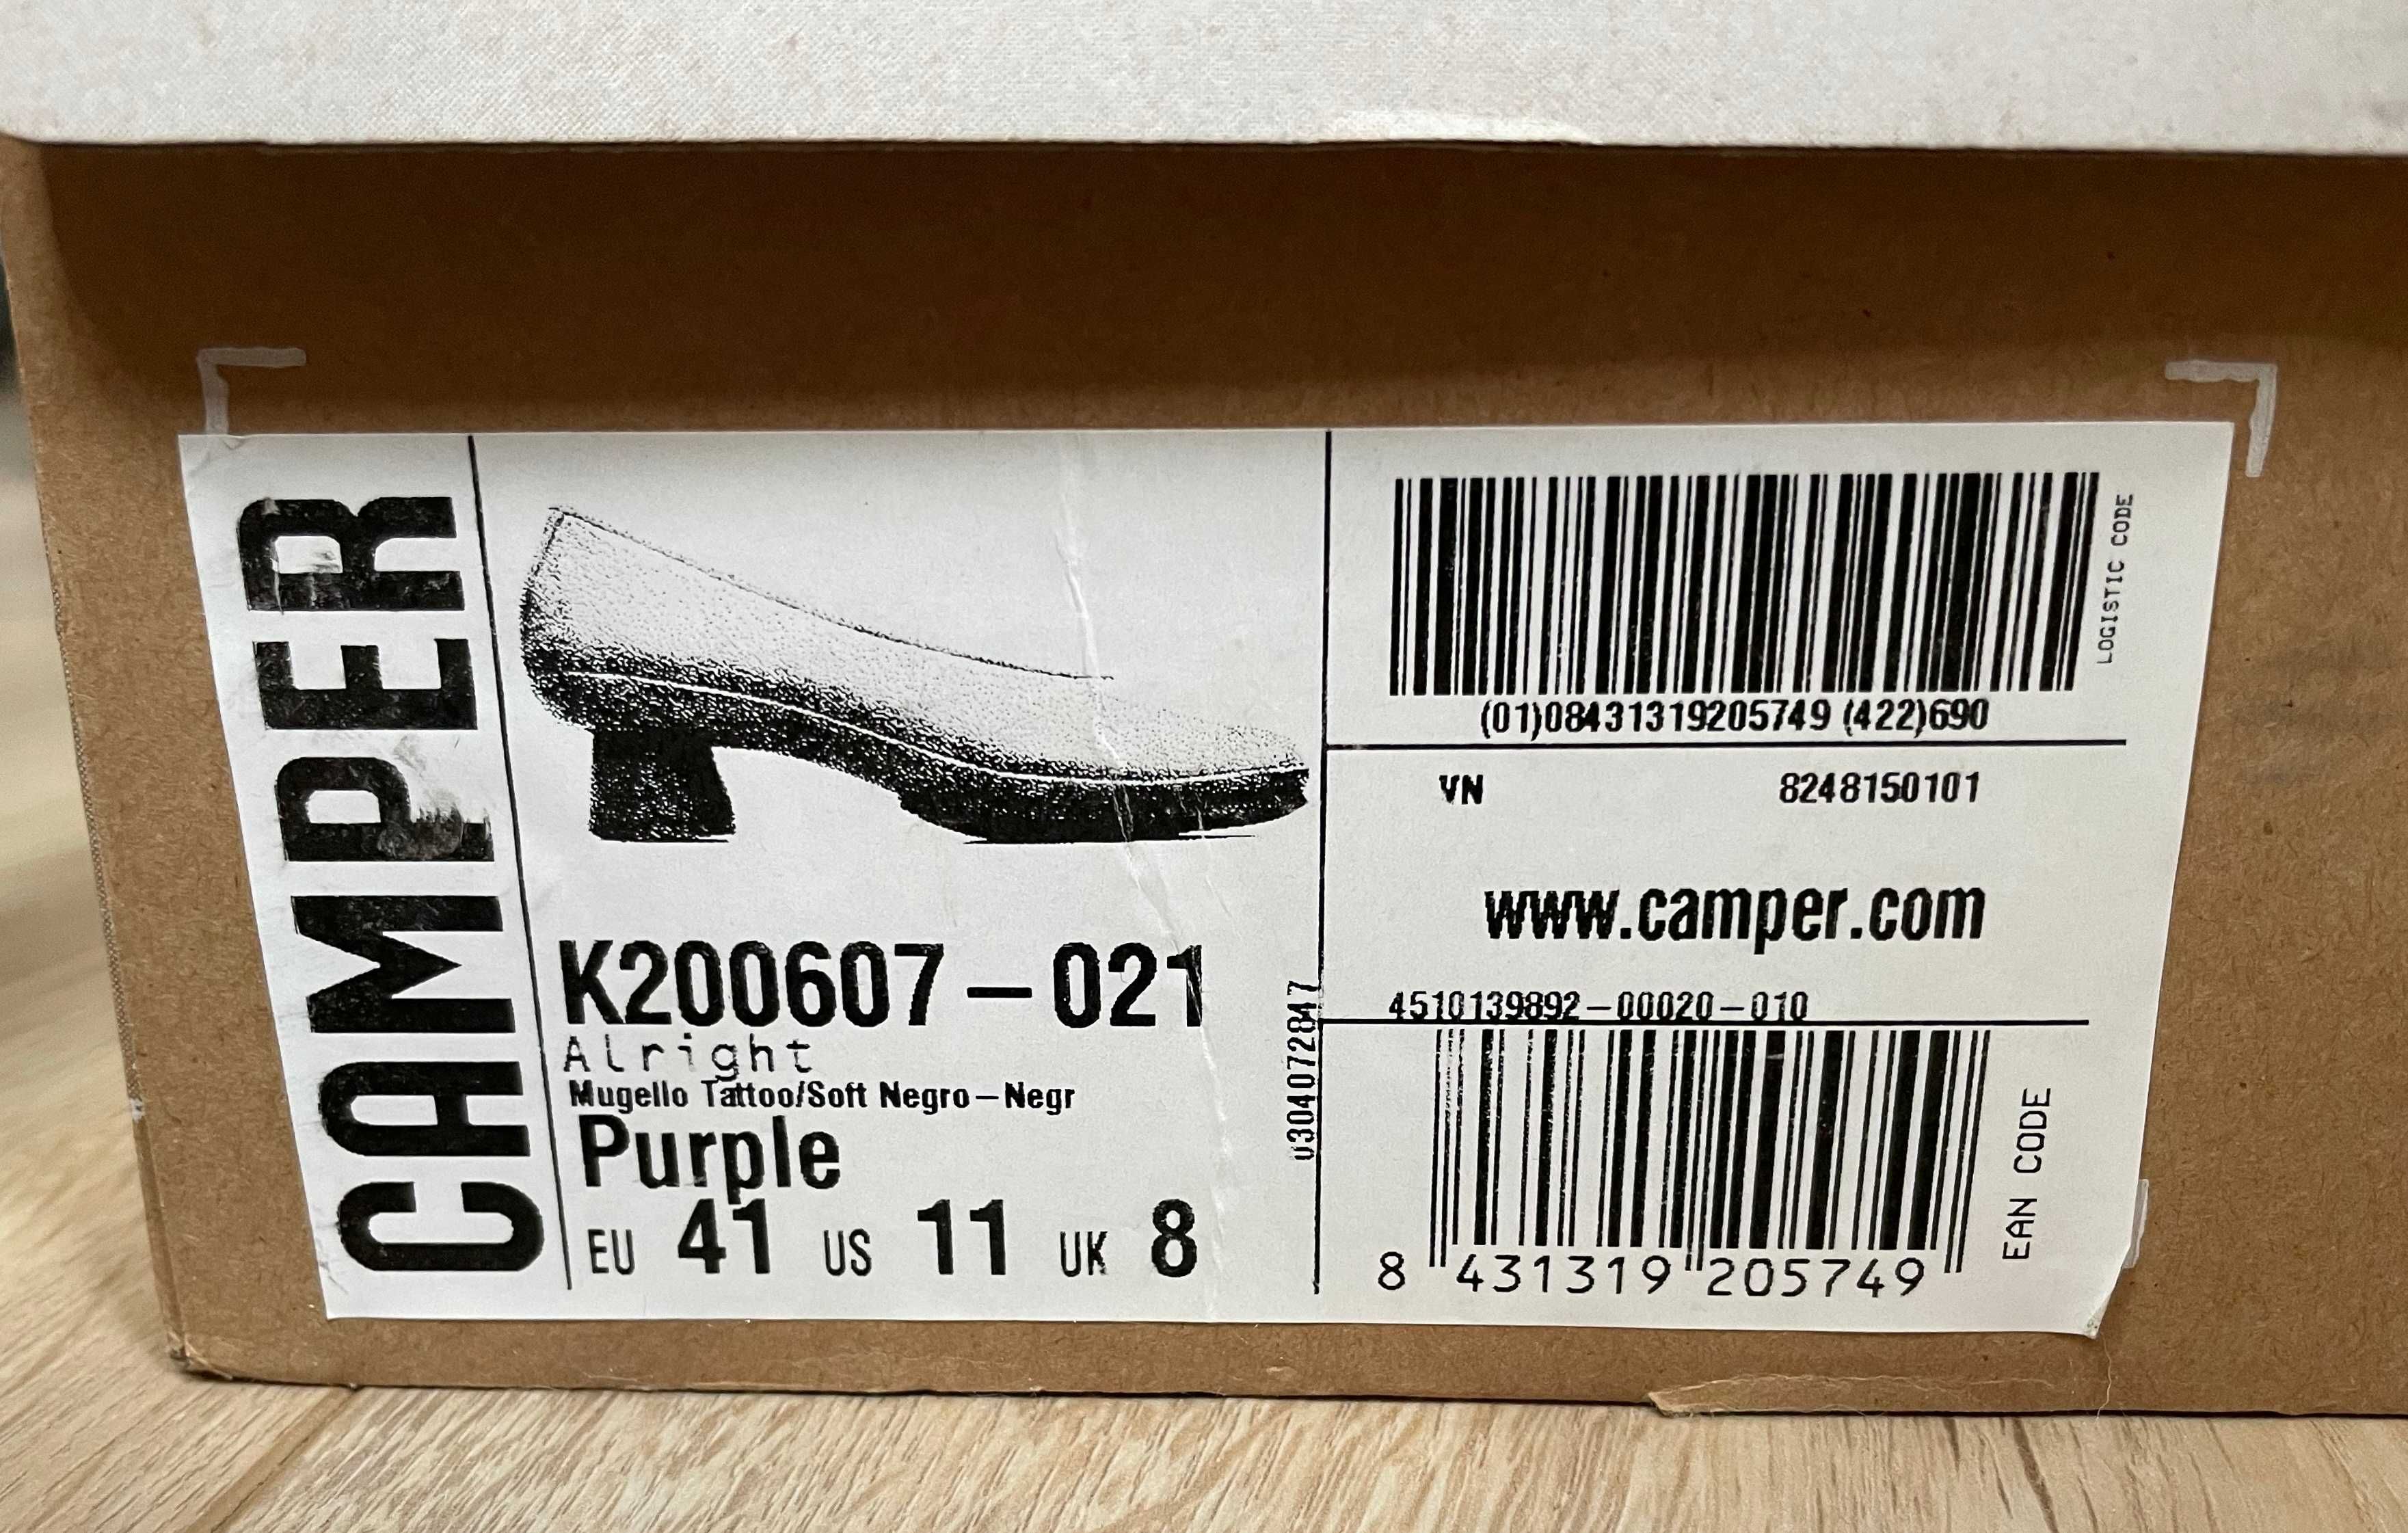 CAMPER
K200607-021
Alright
Mugello Tattoo/Soft Negro-Negr
Purple
EU 41 US 11 UK 8
0304072847
LOGISTIC CODE
(01)08431319205749 (422)690
VN 8248150101
www.camper.com
4510139892-00020-010
EAN CODE
8 431319 205749